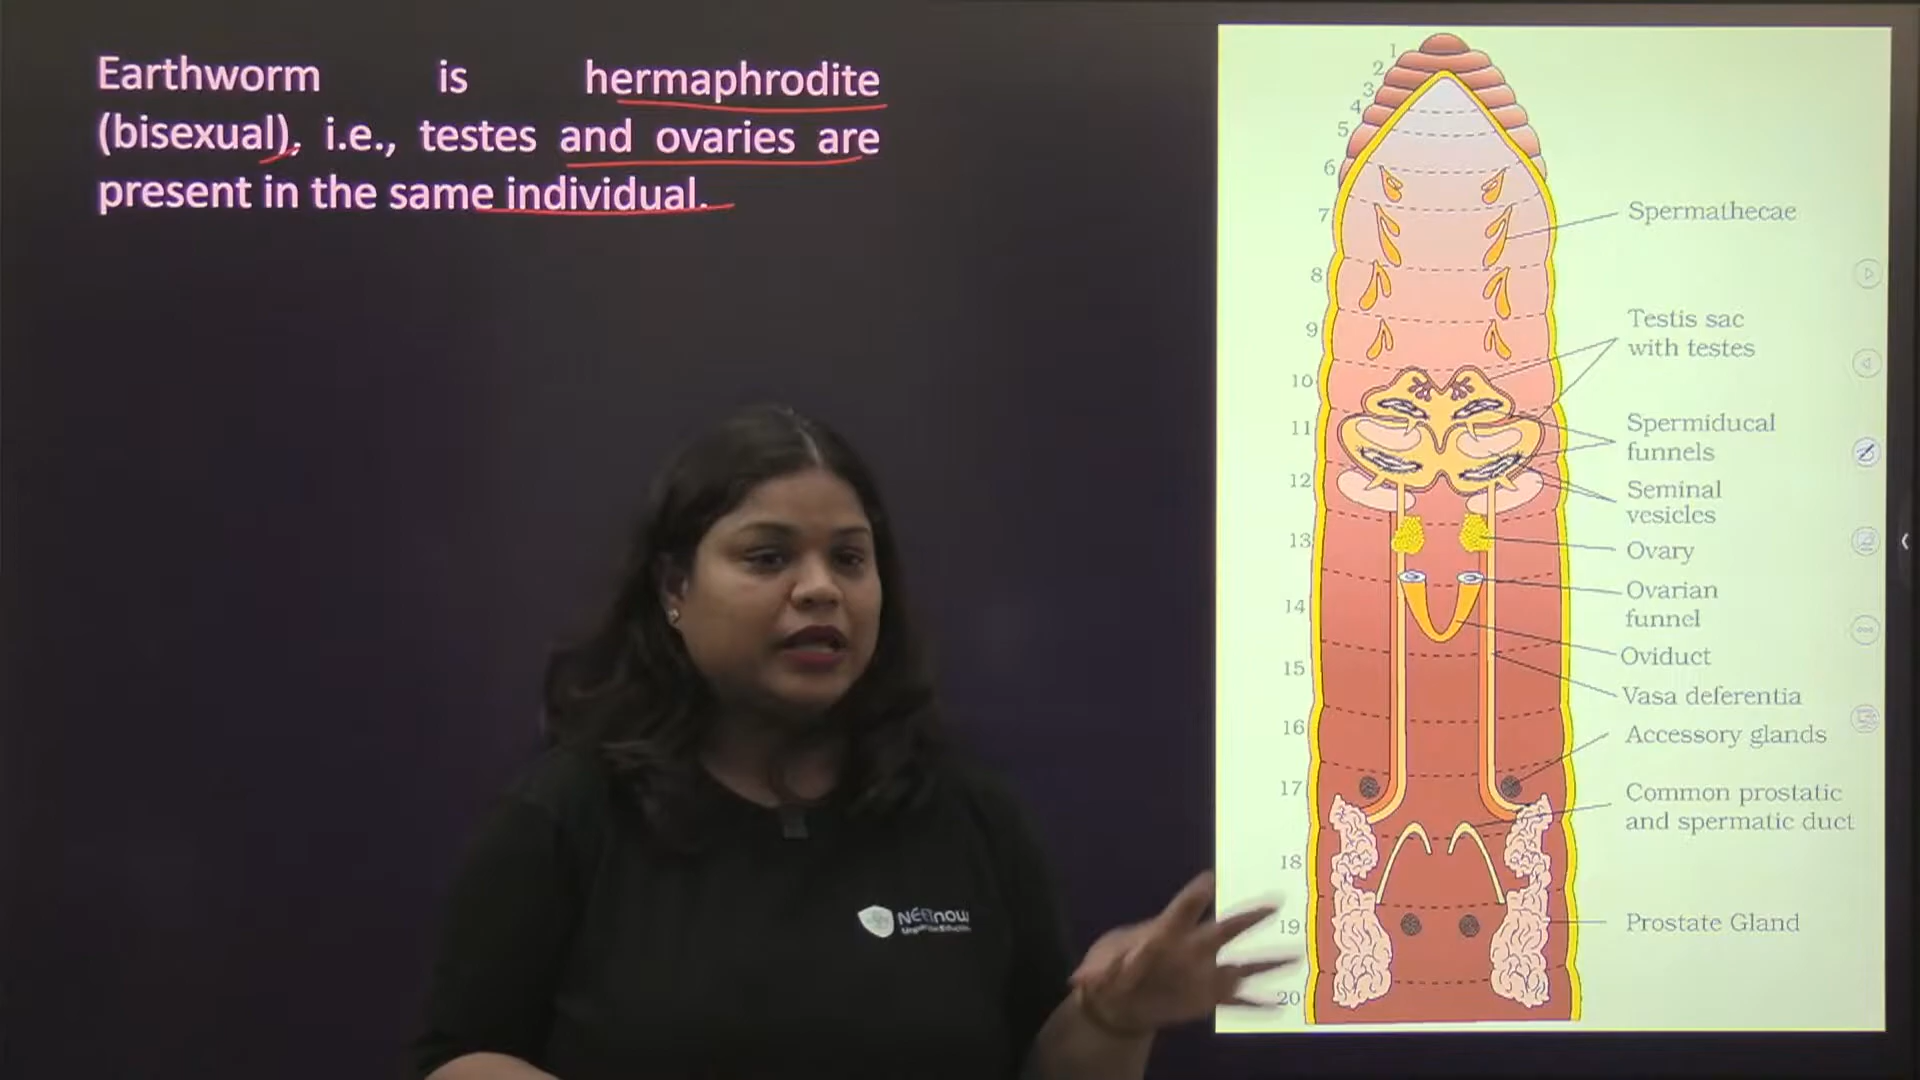 Earthworm is hermaphrodite
(bisexual), i.e., testes and ovaries are
present in the same individual.
1
2
3
4
5
6
7
8
9
10
11
12
13
14
15
16
17
18
19
20
Spermathecae
Testis sac
with testes
Spermiducal
funnels
Seminal
vesicles
Ovary
Ovarian
funnel
Oviduct
Vasa deferentia
Accessory glands
Common prostatic
and spermatic duct
Prostate Gland
NEETnow